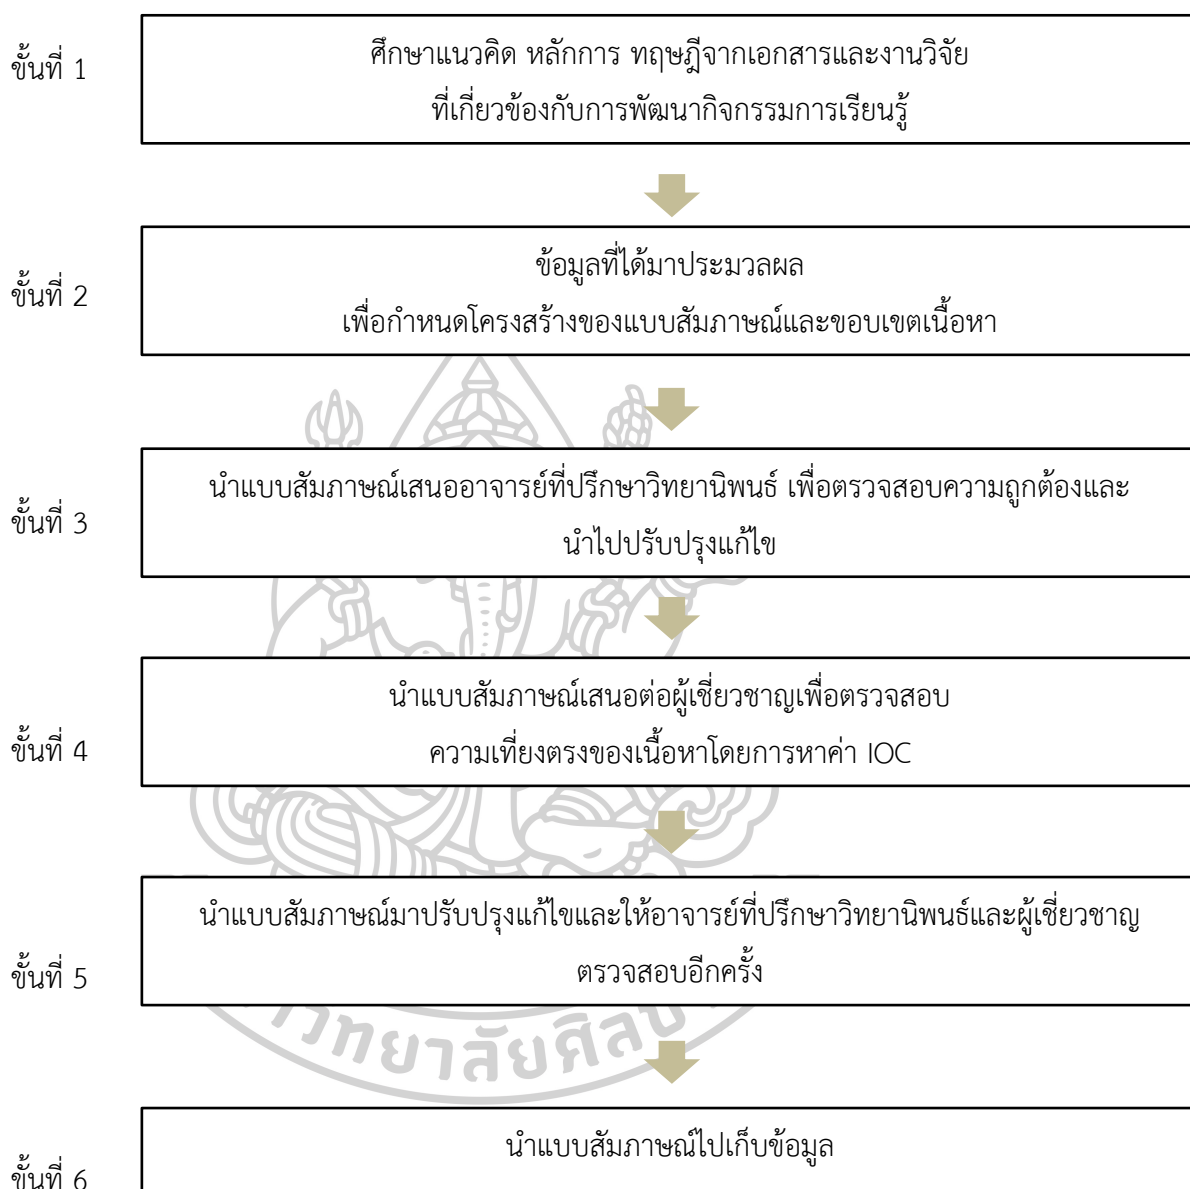 ขั้นที่ 1
ศึกษาแนวคิด หลักการ ทฤษฎีจากเอกสารและงานวิจัย
ที่เกี่ยวข้องกับการพัฒนากิจกรรมการเรียนรู้
ขั้นที่ 2
ข้อมูลที่ได้มาประมวลผล
เพื่อกำหนดโครงสร้างของแบบสัมภาษณ์และขอบเขตเนื้อหา
ขั้นที่ 3
นำแบบสัมภาษณ์เสนออาจารย์ที่ปรึกษาวิทยานิพนธ์ เพื่อตรวจสอบความถูกต้องและ
นำไปปรับปรุงแก้ไข
ขั้นที่ 4
นำแบบสัมภาษณ์เสนอต่อผู้เชี่ยวชาญเพื่อตรวจสอบ
ความเที่ยงตรงของเนื้อหาโดยการหาค่า IOC
ขั้นที่ 5
นำแบบสัมภาษณ์มาปรับปรุงแก้ไขและให้อาจารย์ที่ปรึกษาวิทยานิพนธ์และผู้เชี่ยวชาญ
ตรวจสอบอีกครั้ง
วิทยาลัยศิลป
ขั้นที่ 6
นำแบบสัมภาษณ์ไปเก็บข้อมูล